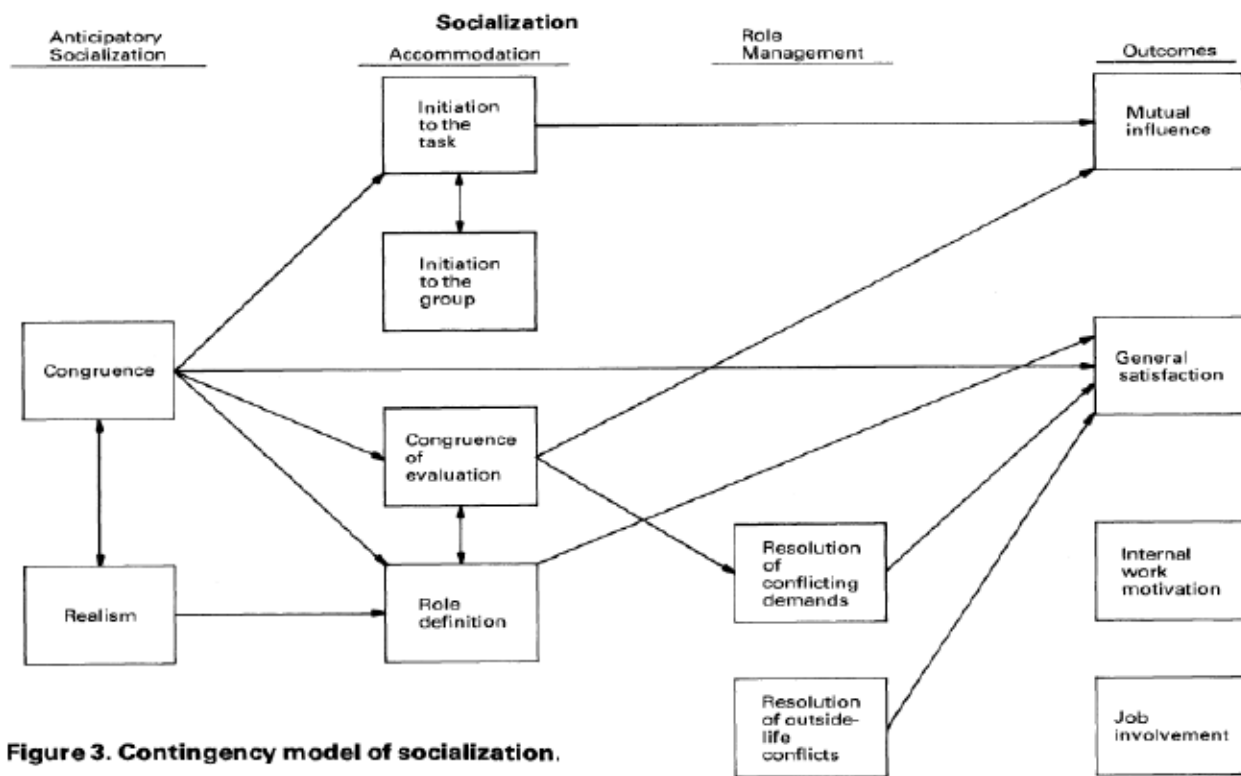 Socialization
Anticipatory
Socialization
Accommodation
Role
Management
Outcomes
Initiation
to the
task
Mutual
influence
Initiation
to the
group
Congruence
General
satisfaction
Congruence
of
evaluation
Resolution
of
conflicting
demands
Internal
work
motivation
Realism
Role
definition
Resolution
of outside-
life
conflicts
Job
involvement
Figure 3. Contingency model of socialization.